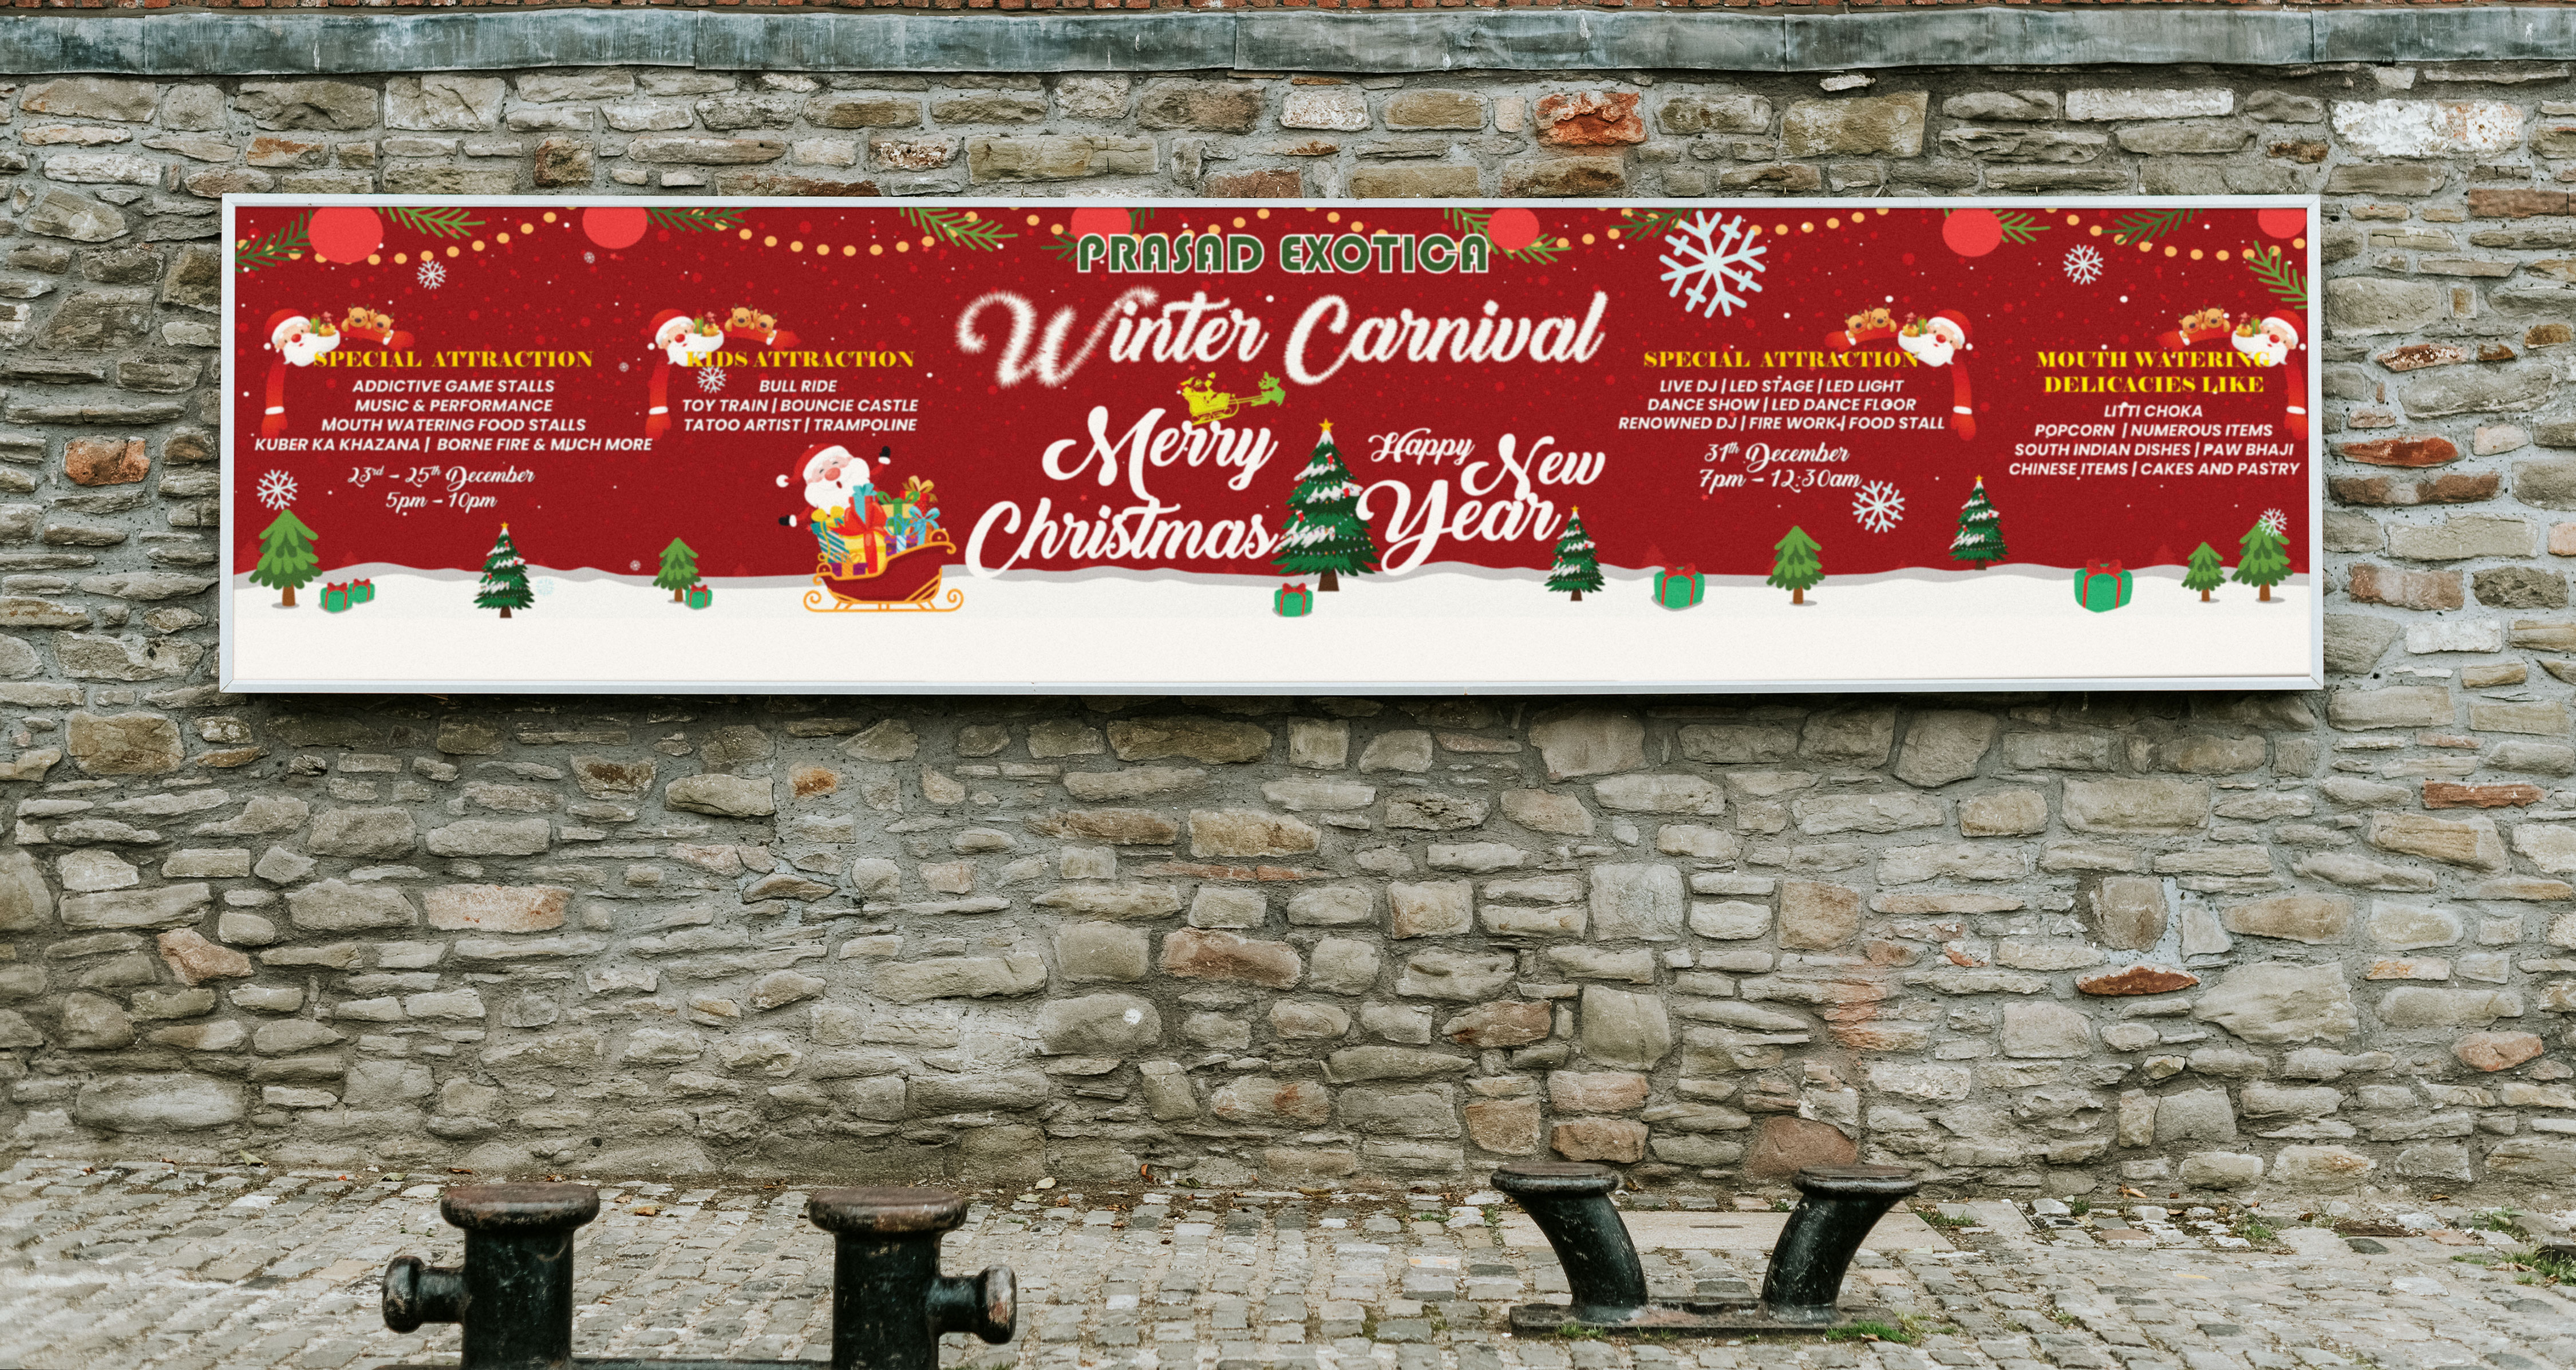 PRASAD EXOTICA
Winter Carnival
Merry
Christmas
Happy
New
Year
SPECIAL ATTRACTION
ADDICTIVE GAME STALLS
MUSIC & PERFORMANCE
MOUTH WATERING FOOD STALLS
KUBER KA KHAZANA | BORNE FIRE & MUCH MORE
23rd - 25th December
5pm - 10pm
KIDS ATTRACTION
BULL RIDE
TOY TRAIN | BOUNCIE CASTLE
TATOO ARTIST | TRAMPOLINE
SPECIAL ATTRACTION
LIVE DJ | LED STAGE | LED LIGHT
DANCE SHOW | LED DANCE FLOOR
RENOWNED DJ | FIRE WORK | FOOD STALL
31th December
7pm - 12:30am
MOUTH WATERING
DELICACIES LIKE
LITTI CHOKA
POPCORN | NUMEROUS ITEMS
SOUTH INDIAN DISHES | PAW BHAJI
CHINESE ITEMS | CAKES AND PASTRY